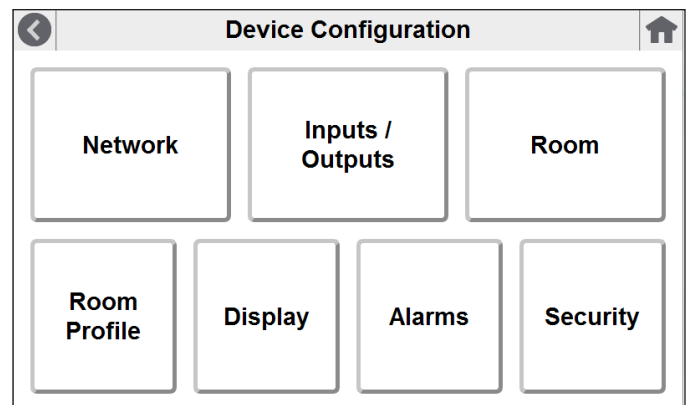 Device Configuration
Network
Inputs /
Outputs
Room
Room
Profile
Display
Alarms
Security